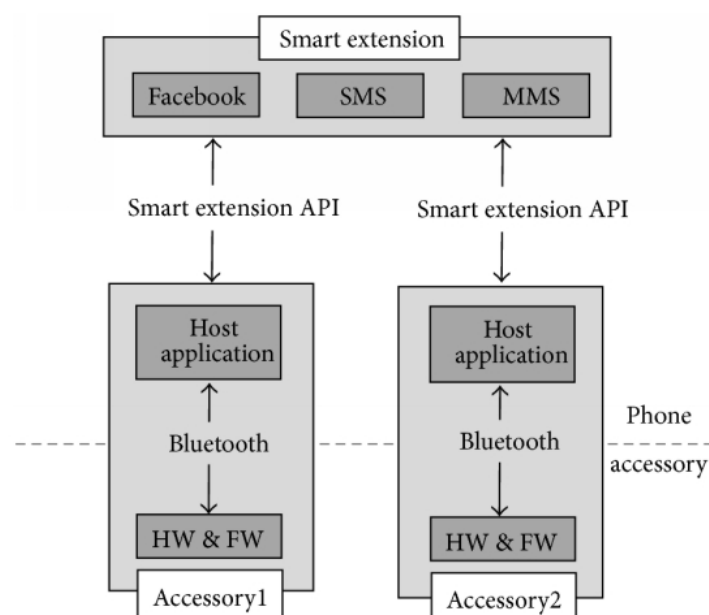 Smart extension
Facebook
SMS
MMS
Smart extension API
Smart extension API
Host
application
Host
application
Bluetooth
Bluetooth
Phone
accessory
HW & FW
HW & FW
Accessory1
Accessory2